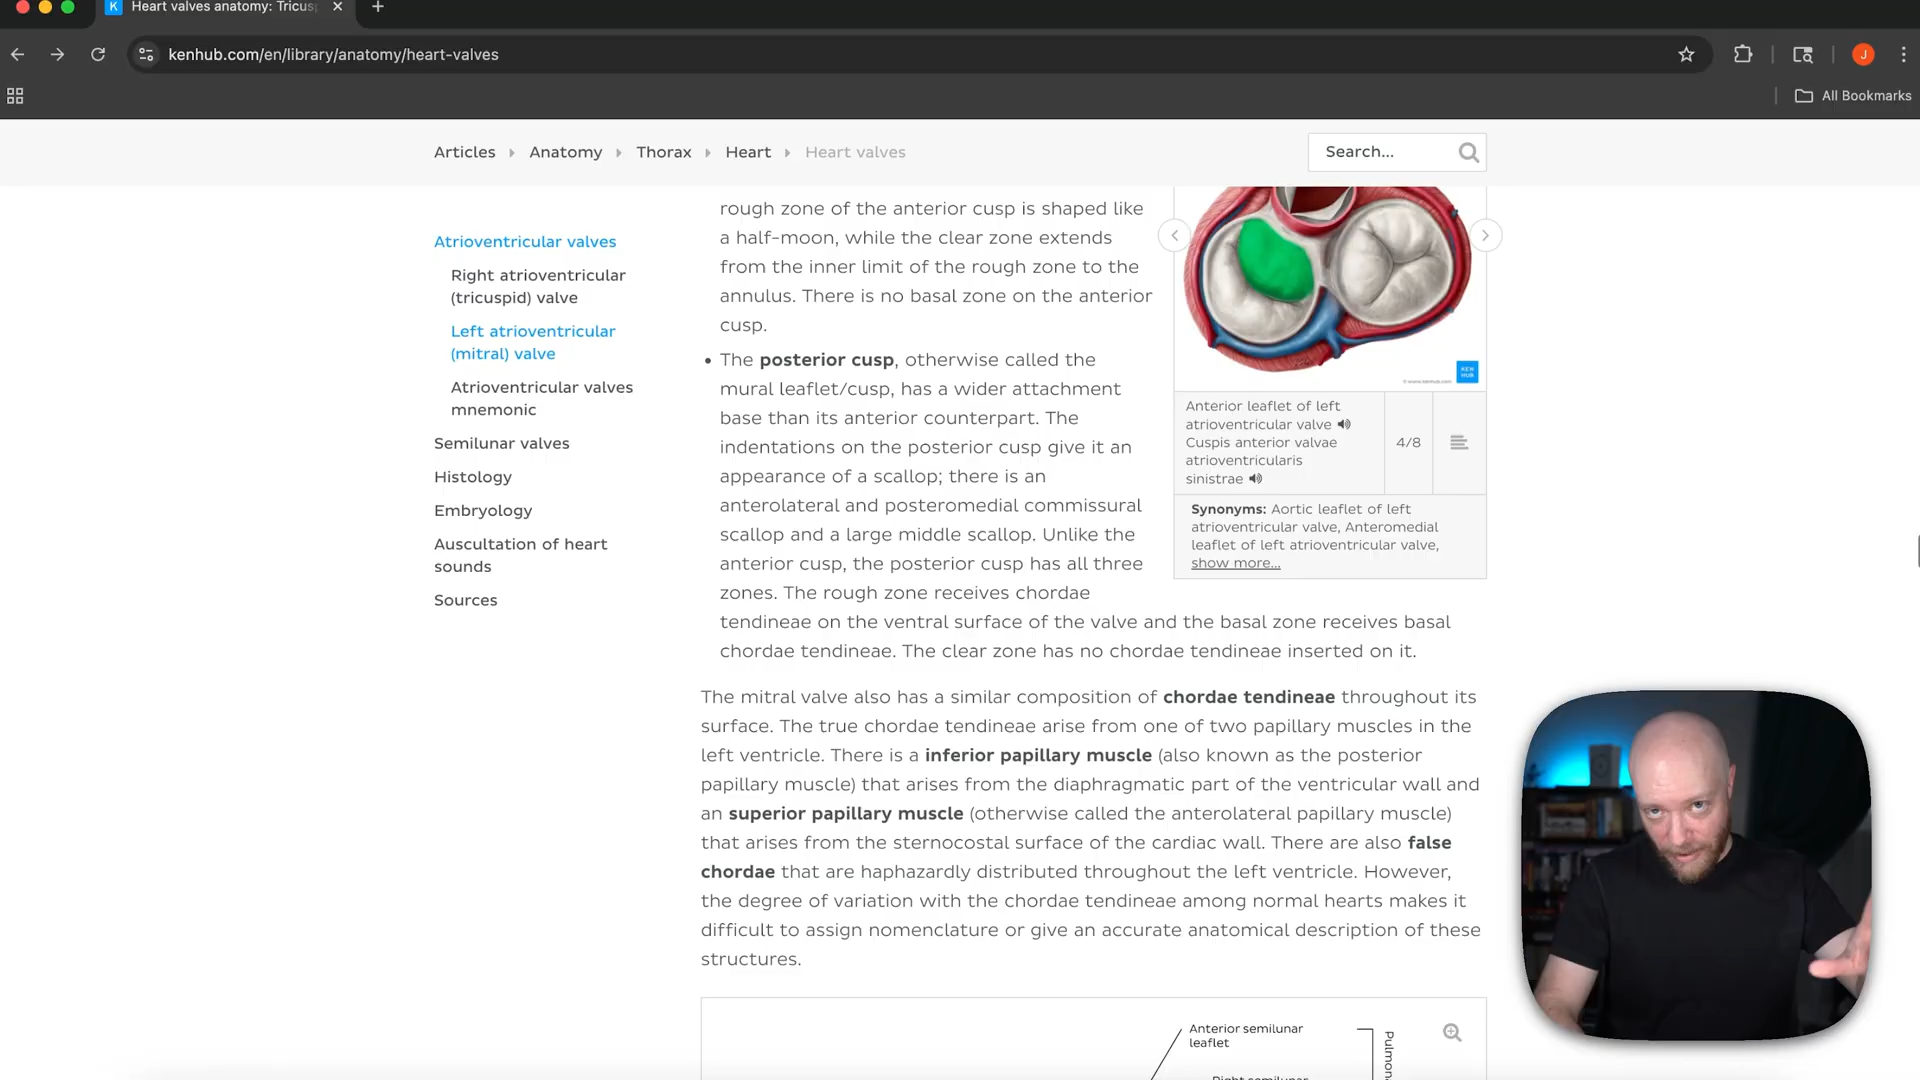 Heart valves anatomy: Tricus
kenhub.com/en/library/anatomy/heart-valves
J
All Bookmarks
Articles
Anatomy
Thorax
Heart
Heart valves
Search...
Atrioventricular valves
Right atrioventricular
(tricuspid) valve
Left atrioventricular
(mitral) valve
Atrioventricular valves
mnemonic
Semilunar valves
Histology
Embryology
Auscultation of heart
sounds
Sources
rough zone of the anterior cusp is shaped like
a half-moon, while the clear zone extends
from the inner limit of the rough zone to the
annulus. There is no basal zone on the anterior
cusp.
• The posterior cusp, otherwise called the
mural leaflet/cusp, has a wider attachment
base than its anterior counterpart. The
indentations on the posterior cusp give it an
appearance of a scallop; there is an
anterolateral and posteromedial commissural
scallop and a large middle scallop. Unlike the
anterior cusp, the posterior cusp has all three
zones. The rough zone receives chordae
tendineae on the ventral surface of the valve and the basal zone receives basal
chordae tendineae. The clear zone has no chordae tendineae inserted on it.
KEN
HUB
© www.kenhub.com
Anterior leaflet of left
atrioventricular valve
Cuspis anterior valvae
atrioventricularis
sinistrae
4/8
Synonyms: Aortic leaflet of left
atrioventricular valve, Anteromedial
leaflet of left atrioventricular valve,
show more...
The mitral valve also has a similar composition of chordae tendineae throughout its
surface. The true chordae tendineae arise from one of two papillary muscles in the
left ventricle. There is a inferior papillary muscle (also known as the posterior
papillary muscle) that arises from the diaphragmatic part of the ventricular wall and
an superior papillary muscle (otherwise called the anterolateral papillary muscle)
that arises from the sternocostal surface of the cardiac wall. There are also false
chordae that are haphazardly distributed throughout the left ventricle. However,
the degree of variation with the chordae tendineae among normal hearts makes it
difficult to assign nomenclature or give an accurate anatomical description of these
structures.
Anterior semilunar
leaflet
Right semilunar
Pulmon